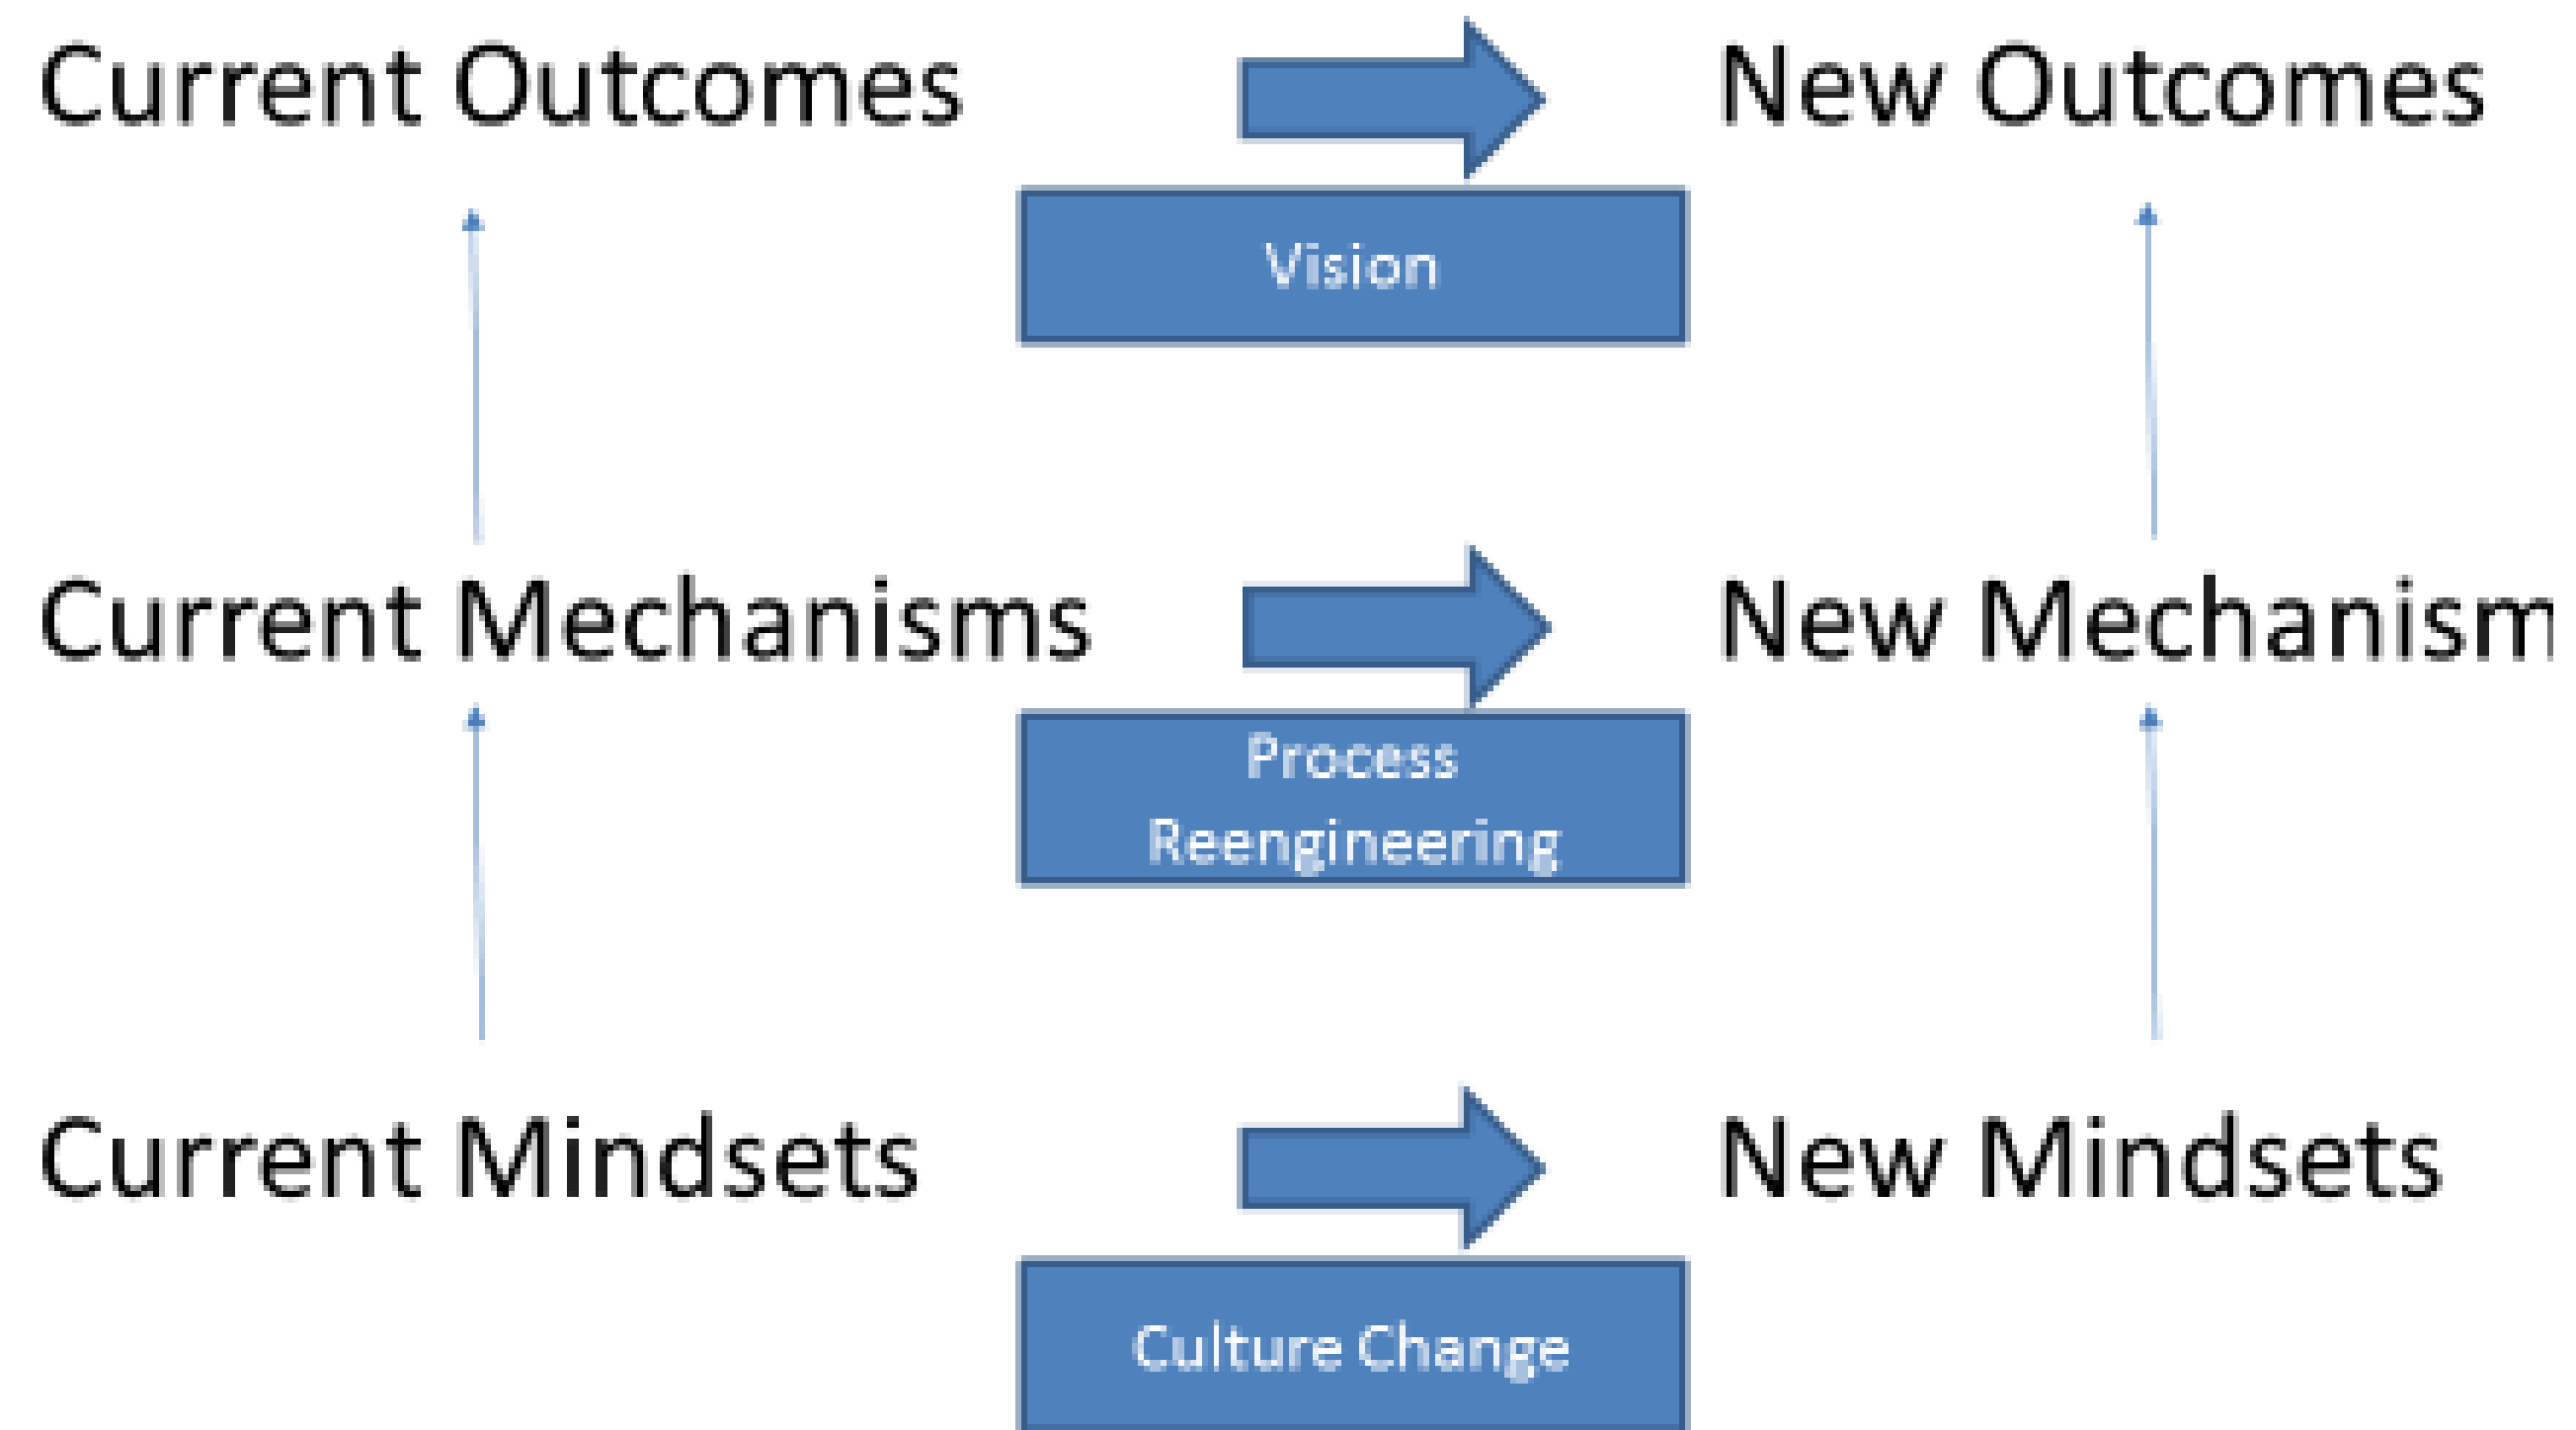 Current Outcomes
New Outcomes
Vision
Current Mechanisms
New Mechanism
Process
Reengineering
Current Mindsets
New Mindsets
Culture Change